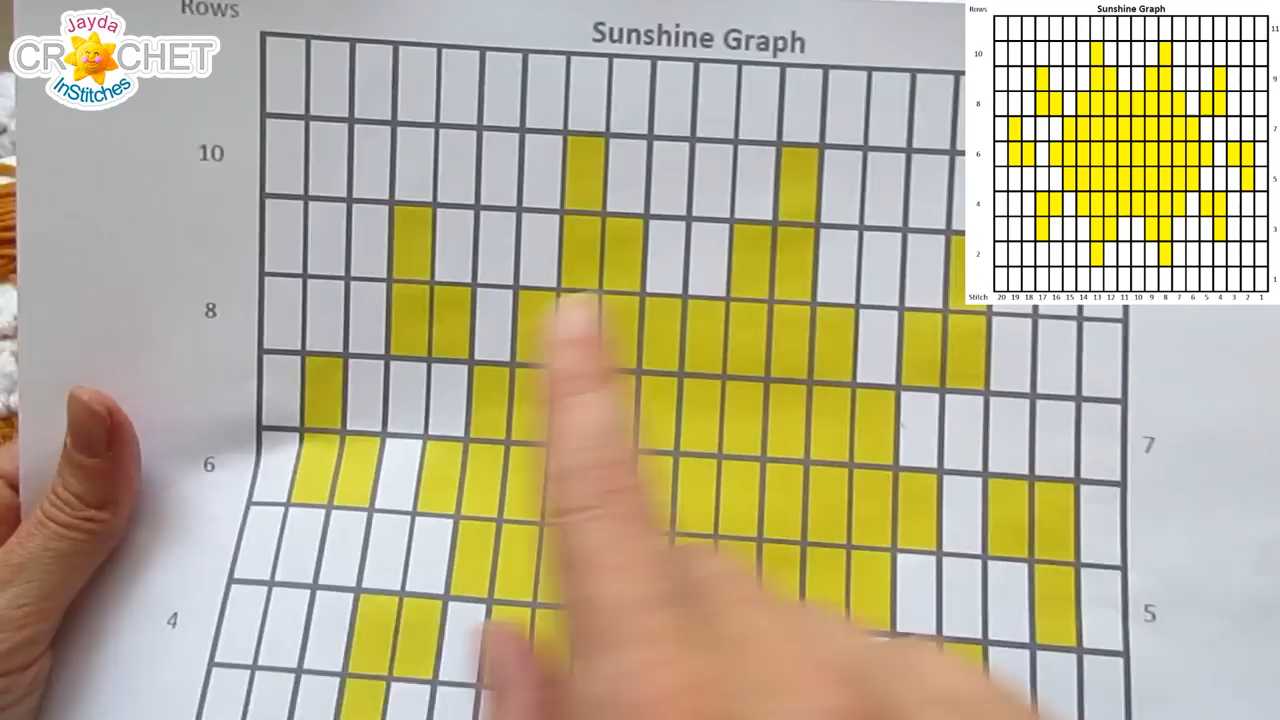 Jayda
CROCHET
InStitches
Rows
Sunshine Graph
10
8
6
4
7
5
Sunshine Graph
Rows
11
10
9
8
7
6
5
4
3
2
1
Stitch 20 19 18 17 16 15 14 13 12 11 10 9 8 7 6 5 4 3 2 1